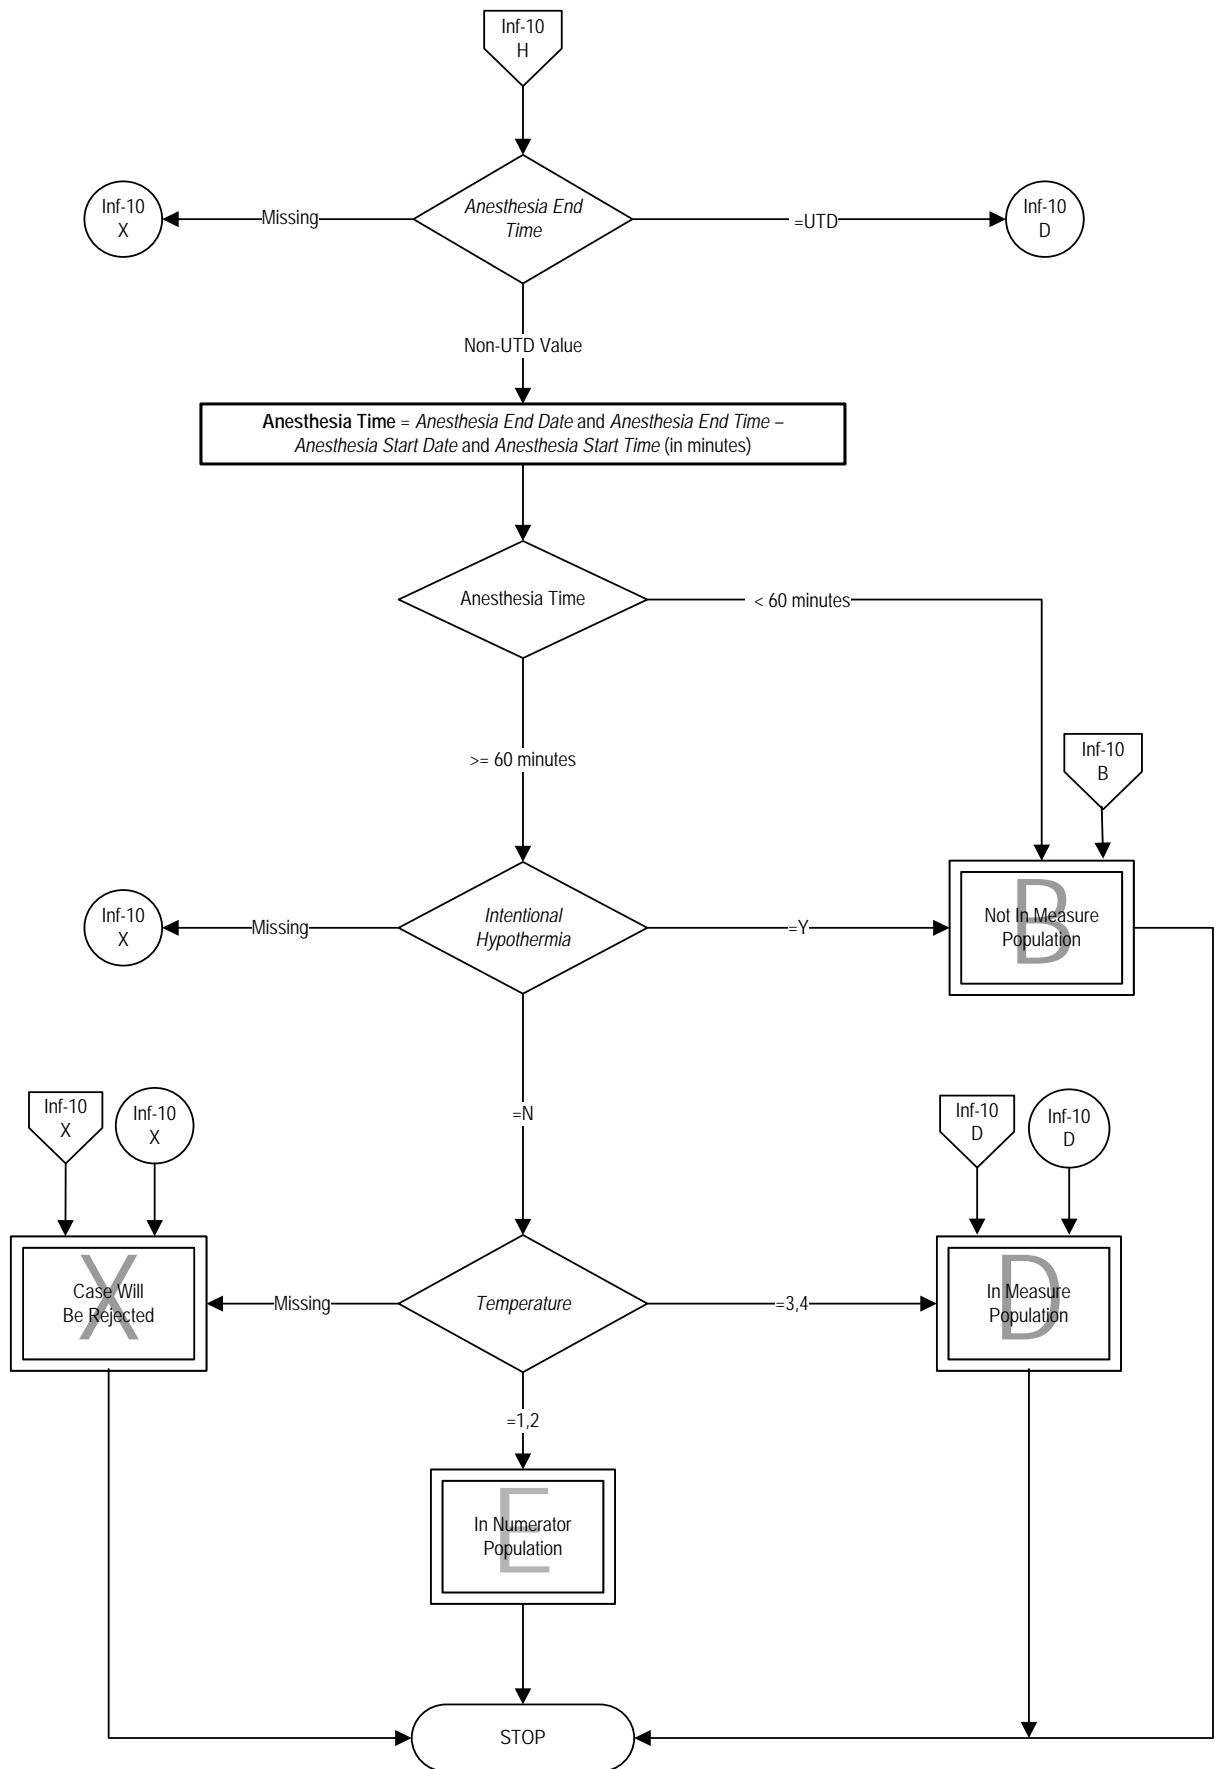 Inf-10
H
Inf-10
X
Missing
Anesthesia End
Time
=UTD
Inf-10
D
Non-UTD Value
Anesthesia Time = Anesthesia End Date and Anesthesia End Time –
Anesthesia Start Date and Anesthesia Start Time (in minutes)
Anesthesia Time
< 60 minutes
>= 60 minutes
Inf-10
B
Inf-10
X
Missing
Intentional
Hypothermia
=Y
B
Not In Measure
Population
Inf-10
X
Inf-10
X
=N
Inf-10
D
Inf-10
D
X
Case Will
Be Rejected
Missing
Temperature
=3,4
D
In Measure
Population
=1,2
E
In Numerator
Population
STOP